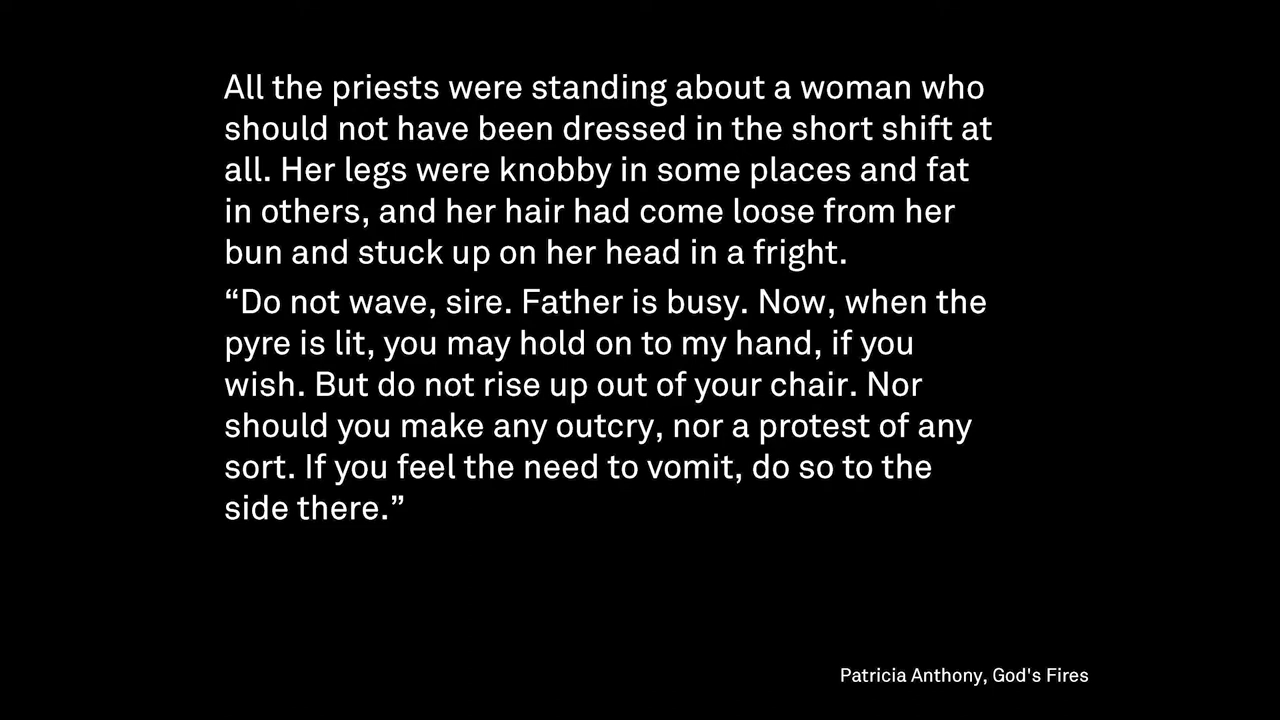 All the priests were standing about a woman who
should not have been dressed in the short shift at
all. Her legs were knobby in some places and fat
in others, and her hair had come loose from her
bun and stuck up on her head in a fright.
“Do not wave, sire. Father is busy. Now, when the
pyre is lit, you may hold on to my hand, if you
wish. But do not rise up out of your chair. Nor
should you make any outcry, nor a protest of any
sort. If you feel the need to vomit, do so to the
side there.”
Patricia Anthony, God's Fires